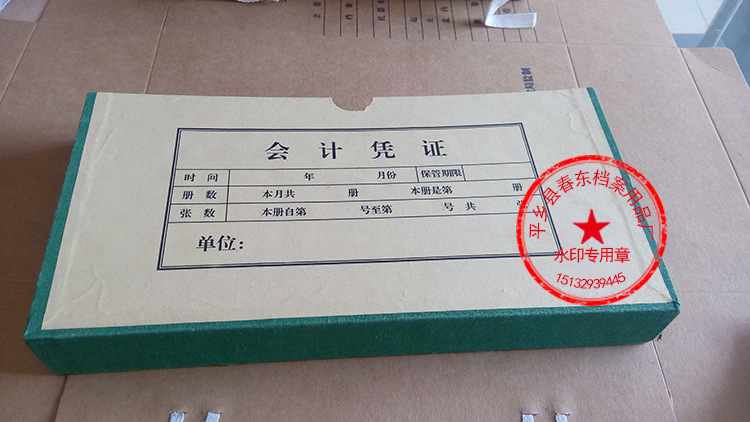 会计凭证
时 间 年 月份 保管期限
册 数 本月共 册 本册是第 册
张 数 本册自第 号至第 号 共
单位：
平乡县春东档案用品厂
水印专用章
15132939445